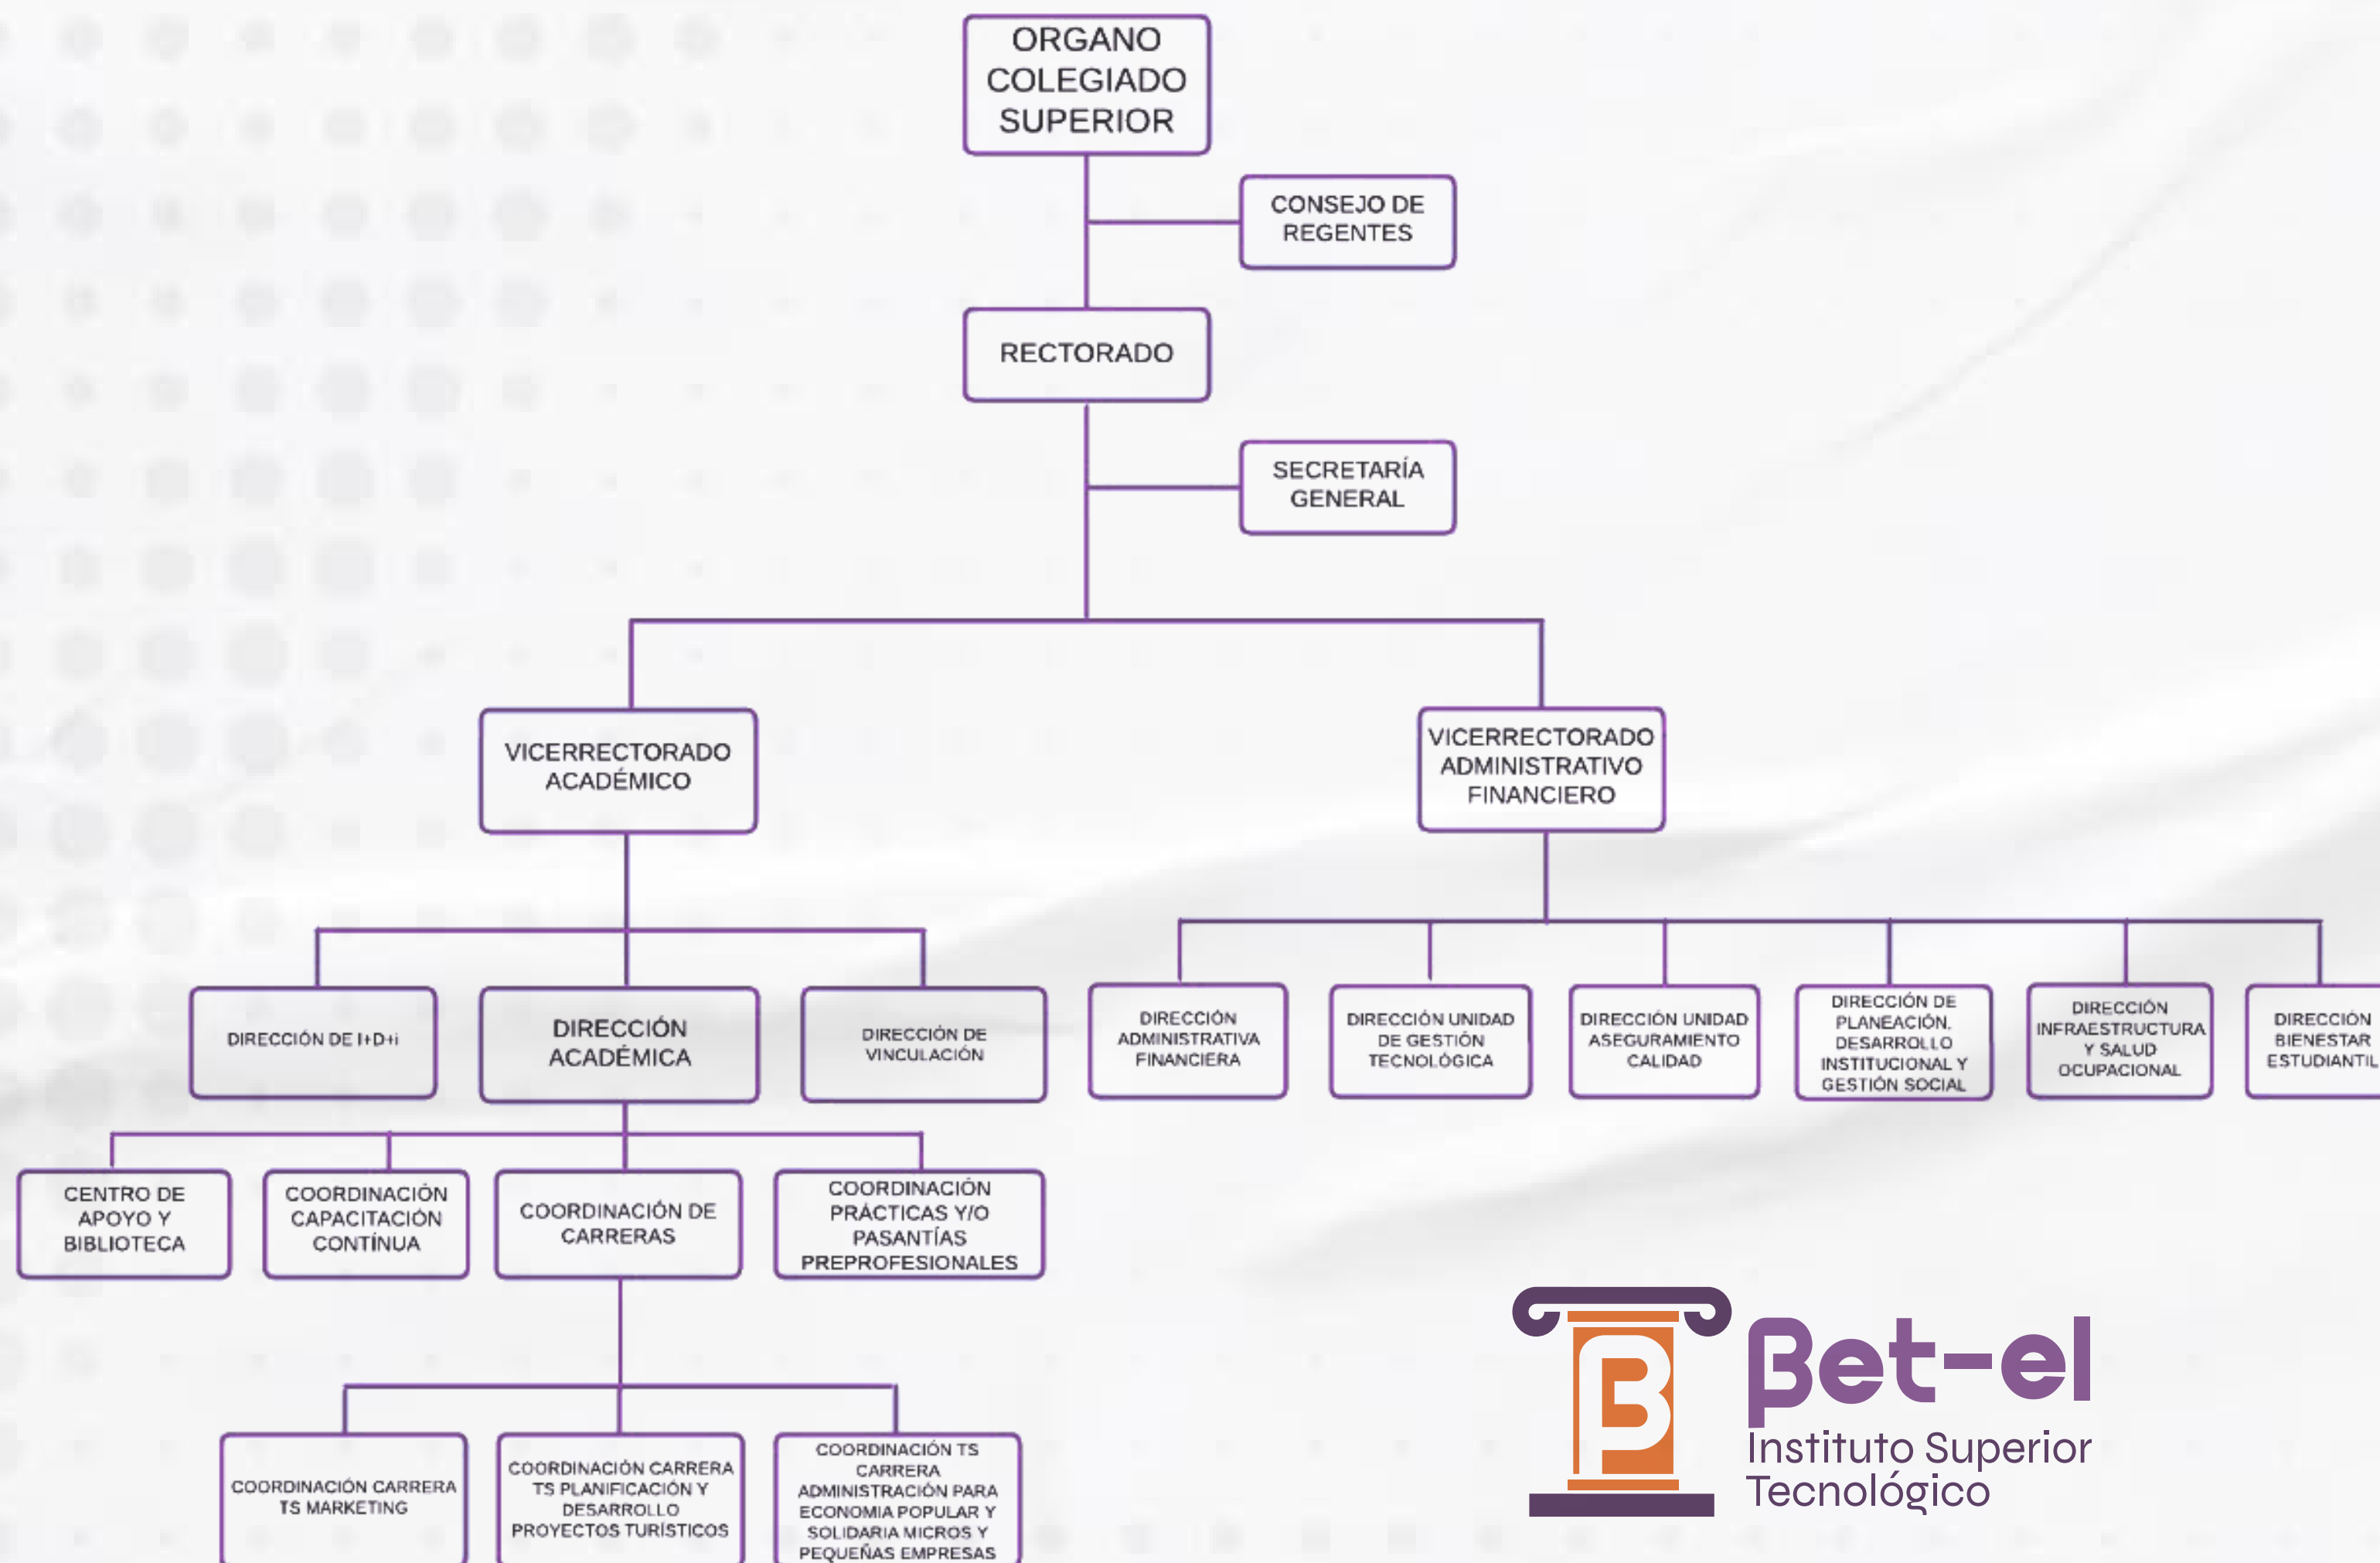 ORGANO
COLEGIADO
SUPERIOR
CONSEJO DE
REGENTES
RECTORADO
SECRETARÍA
GENERAL
VICERRECTORADO
ACADÉMICO
VICERRECTORADO
ADMINISTRATIVO
FINANCIERO
DIRECCIÓN DE I+D+i
DIRECCIÓN
ACADÉMICA
DIRECCIÓN DE
VINCULACIÓN
DIRECCIÓN
ADMINISTRATIVA
FINANCIERA
DIRECCIÓN UNIDAD
DE GESTIÓN
TECNOLÓGICA
DIRECCIÓN UNIDAD
ASEGURAMIENTO
CALIDAD
DIRECCIÓN DE
PLANEACIÓN,
DESARROLLO
INSTITUCIONAL Y
GESTIÓN SOCIAL
DIRECCIÓN
INFRAESTRUCTURA
Y SALUD
OCUPACIONAL
DIRECCIÓN
BIENESTAR
ESTUDIANTIL
CENTRO DE
APOYO Y
BIBLIOTECA
COORDINACIÓN
CAPACITACIÓN
CONTÍNUA
COORDINACIÓN DE
CARRERAS
COORDINACIÓN
PRÁCTICAS Y/O
PASANTÍAS
PREPROFESIONALES
COORDINACIÓN CARRERA
TS MARKETING
COORDINACIÓN CARRERA
TS PLANIFICACIÓN Y
DESARROLLO
PROYECTOS TURÍSTICOS
COORDINACIÓN TS
CARRERA
ADMINISTRACIÓN PARA
ECONOMIA POPULAR Y
SOLIDARIA MICROS Y
PEQUEÑAS EMPRESAS
Bet-el
Instituto Superior
Tecnológico